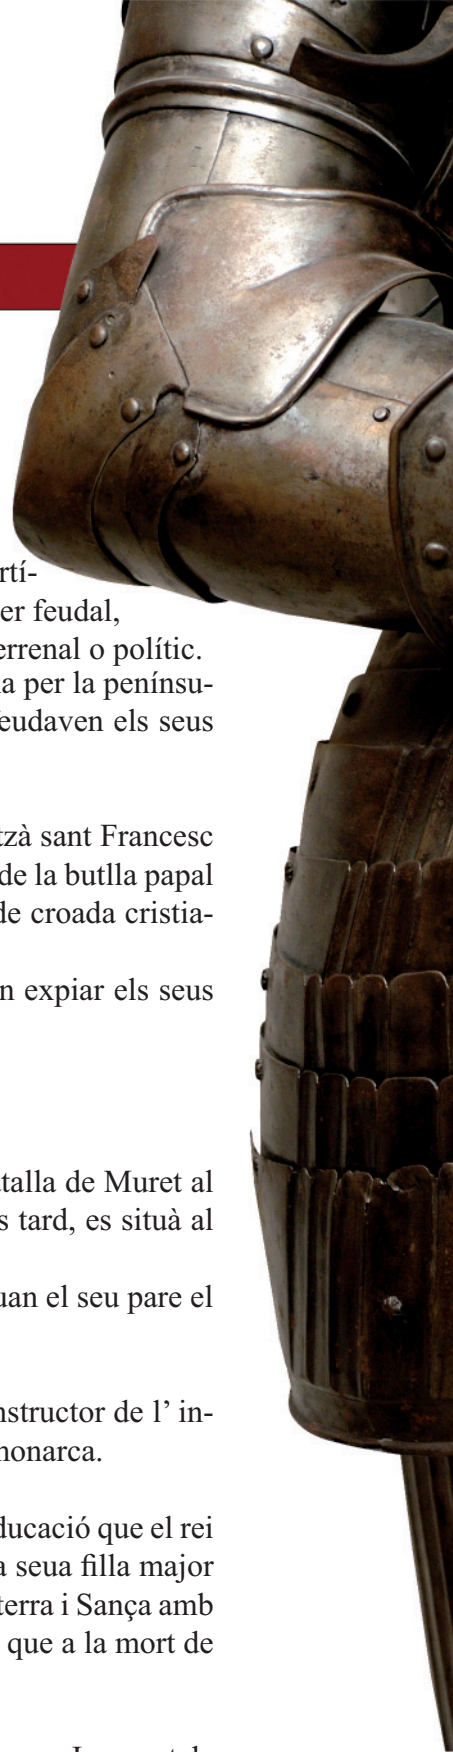 rtí-
er feudal,
errenal o polític.
a per la penínsu-
feudaven els seus
tzà sant Francesc
de la butlla papal
de croada cristia-
n expiar els seus
talla de Muret al
s tard, es situà al
uan el seu pare el
nstructor de l’ in-
monarca.
ducació que el rei
a seua filla major
terra i Sança amb
que a la mort de